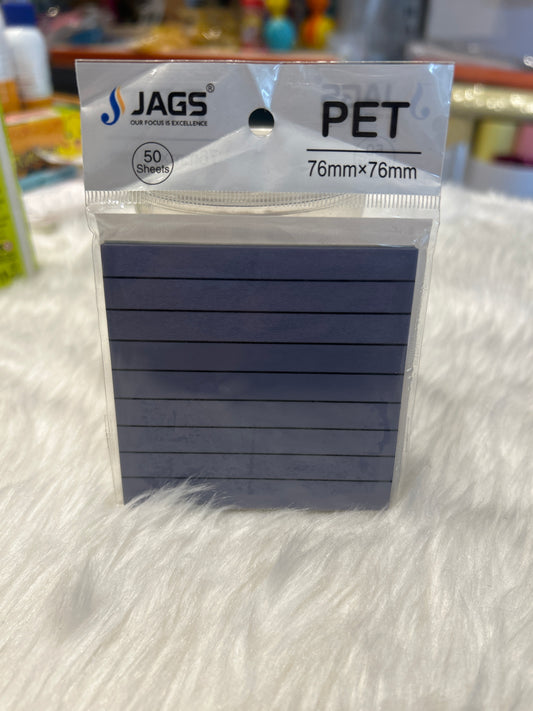 JAGS®
OUR FOCUS IS EXCELLENCE
50
Sheets
PET
76mm×76mm